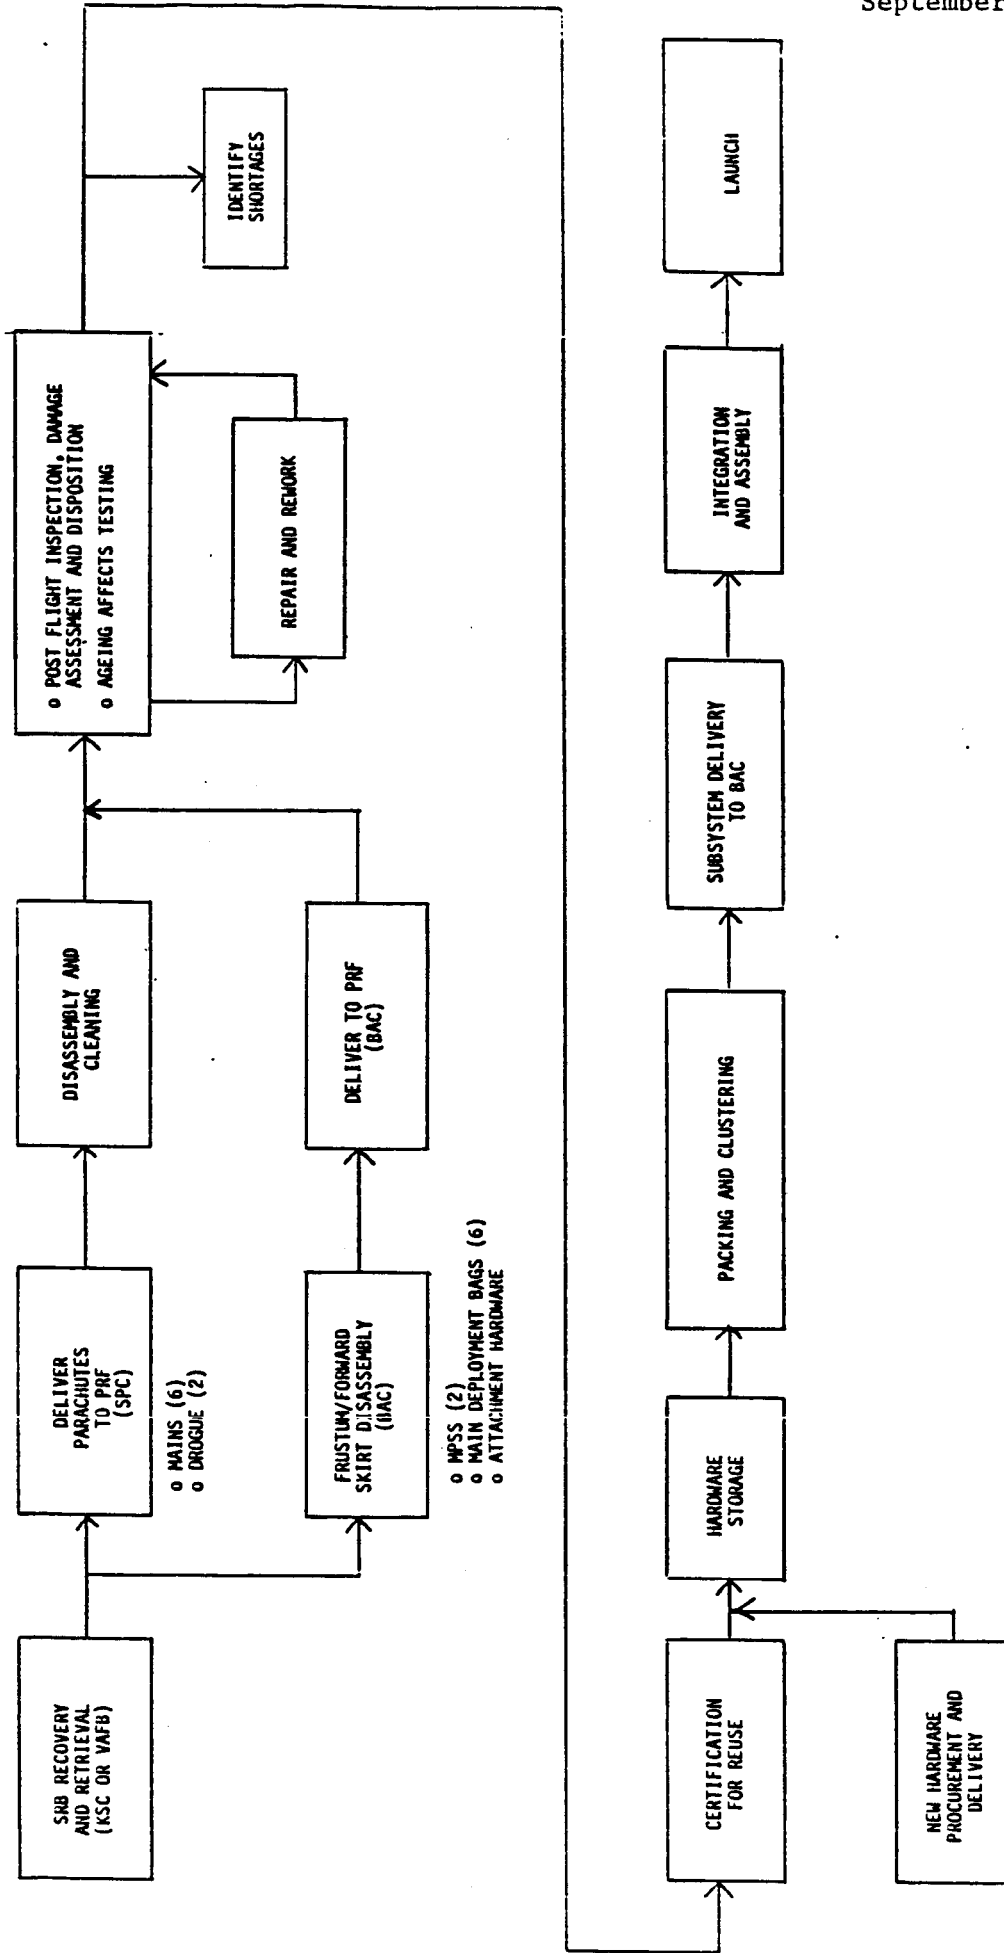 September
SRB RECOVERY
AND RETRIEVAL
(KSC OR VAFB)
DELIVER
PARACHUTES
TO PRF
(SPC)
o MAINS (6)
o DROGUE (2)
DISASSEMBLY AND
CLEANING
o POST FLIGHT INSPECTION, DAMAGE
ASSESSMENT AND DISPOSITION
o AGEING AFFECTS TESTING
IDENTIFY
SHORTAGES
REPAIR AND REWORK
FRUSTUM/FORWARD
SKIRT DISASSEMBLY
(BAC)
o MPSS (2)
o MAIN DEPLOYMENT BAGS (6)
o ATTACHMENT HARDWARE
DELIVER TO PRF
(BAC)
CERTIFICATION
FOR REUSE
NEW HARDWARE
PROCUREMENT AND
DELIVERY
HARDWARE
STORAGE
PACKING AND CLUSTERING
SUBSYSTEM DELIVERY
TO BAC
INTEGRATION
AND ASSEMBLY
LAUNCH